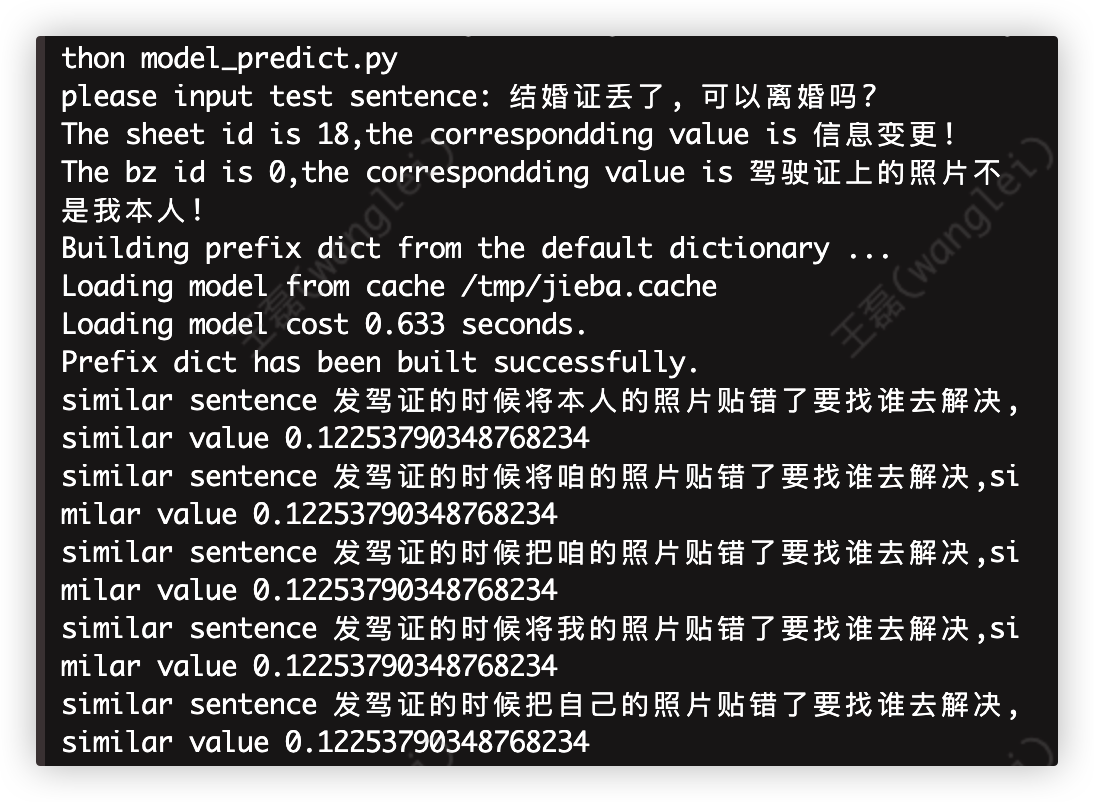 thon model_predict.py
please input test sentence: 结婚证丢了, 可以离婚吗?
The sheet id is 18,the correspondding value is 信息变更!
The bz id is 0,the correspondding value is 驾驶证上的照片不
是我本人!
Building prefix dict from the default dictionary ...
Loading model from cache /tmp/jieba.cache
Loading model cost 0.633 seconds.
Prefix dict has been built successfully.
similar sentence 发驾证的时候将本人的照片贴错了要找谁去解决,
similar value 0.12253790348768234
similar sentence 发驾证的时候将咱的照片贴错了要找谁去解决,si
milar value 0.12253790348768234
similar sentence 发驾证的时候把咱的照片贴错了要找谁去解决,si
milar value 0.12253790348768234
similar sentence 发驾证的时候将我的照片贴错了要找谁去解决,si
milar value 0.12253790348768234
similar sentence 发驾证的时候把自己的照片贴错了要找谁去解决,
similar value 0.12253790348768234
王磊(wanglei)
王磊(wanglei)